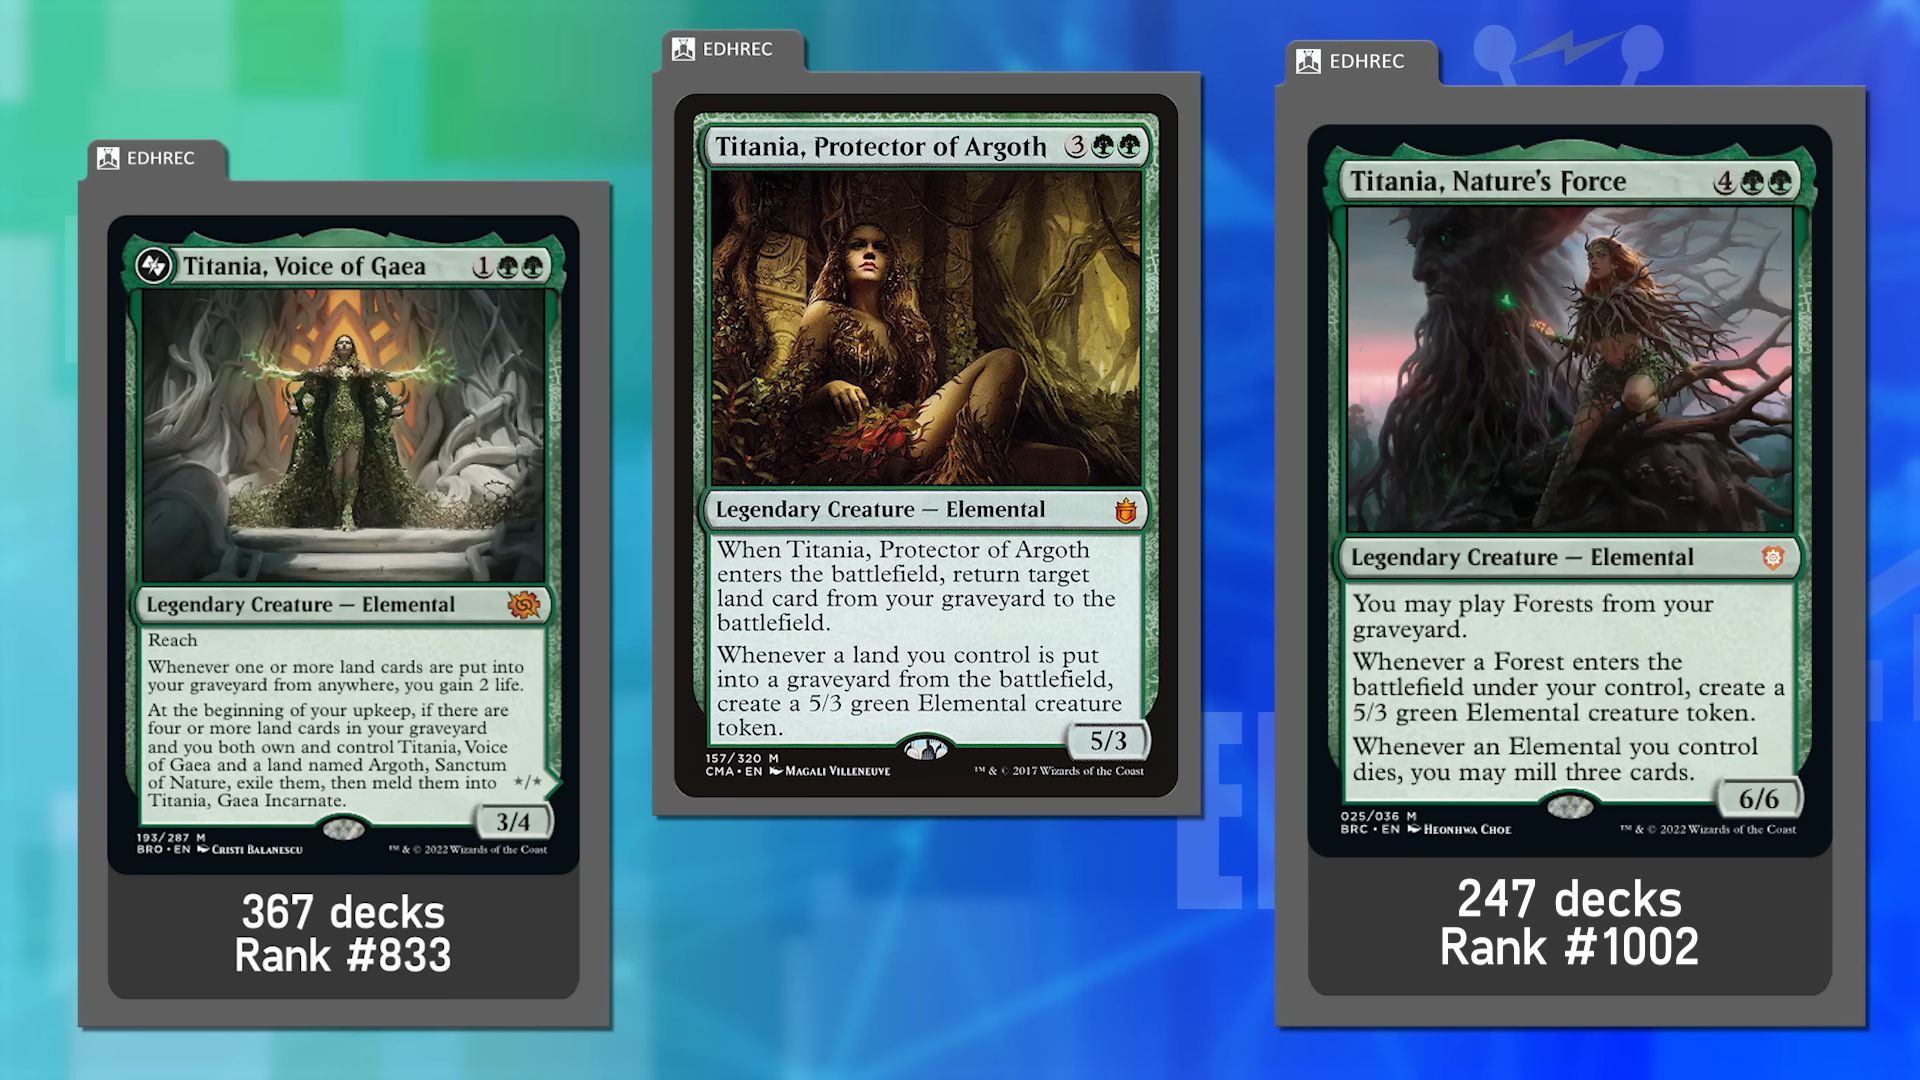 EDHREC
Titania, Voice of Gaea 1
Legendary Creature — Elemental
Reach
Whenever one or more land cards are put into
your graveyard from anywhere, you gain 2 life.
At the beginning of your upkeep, if there are
four or more land cards in your graveyard
and you both own and control Titania, Voice
of Gaea and a land named Argoth, Sanctum
of Nature, exile them, then meld them into
Titania, Gaea Incarnate.
★/★
3/4
193/287 M
BRO • EN Cristi Balanescu
™ & © 2022 Wizards of the Coast
367 decks
Rank #833
EDHREC
Titania, Protector of Argoth 3
Legendary Creature — Elemental
When Titania, Protector of Argoth
enters the battlefield, return target
land card from your graveyard to the
battlefield.
Whenever a land you control is put
into a graveyard from the battlefield,
create a 5/3 green Elemental creature
token.
5/3
157/320 M
CMA • EN Magali Villeneuve
™ & © 2017 Wizards of the Coast
EDHREC
Titania, Nature's Force 4
Legendary Creature — Elemental
You may play Forests from your
graveyard.
Whenever a Forest enters the
battlefield under your control, create a
5/3 green Elemental creature token.
Whenever an Elemental you control
dies, you may mill three cards.
6/6
025/036 M
BRC • EN Heonhwa Choe
™ & © 2022 Wizards of the Coast
247 decks
Rank #1002